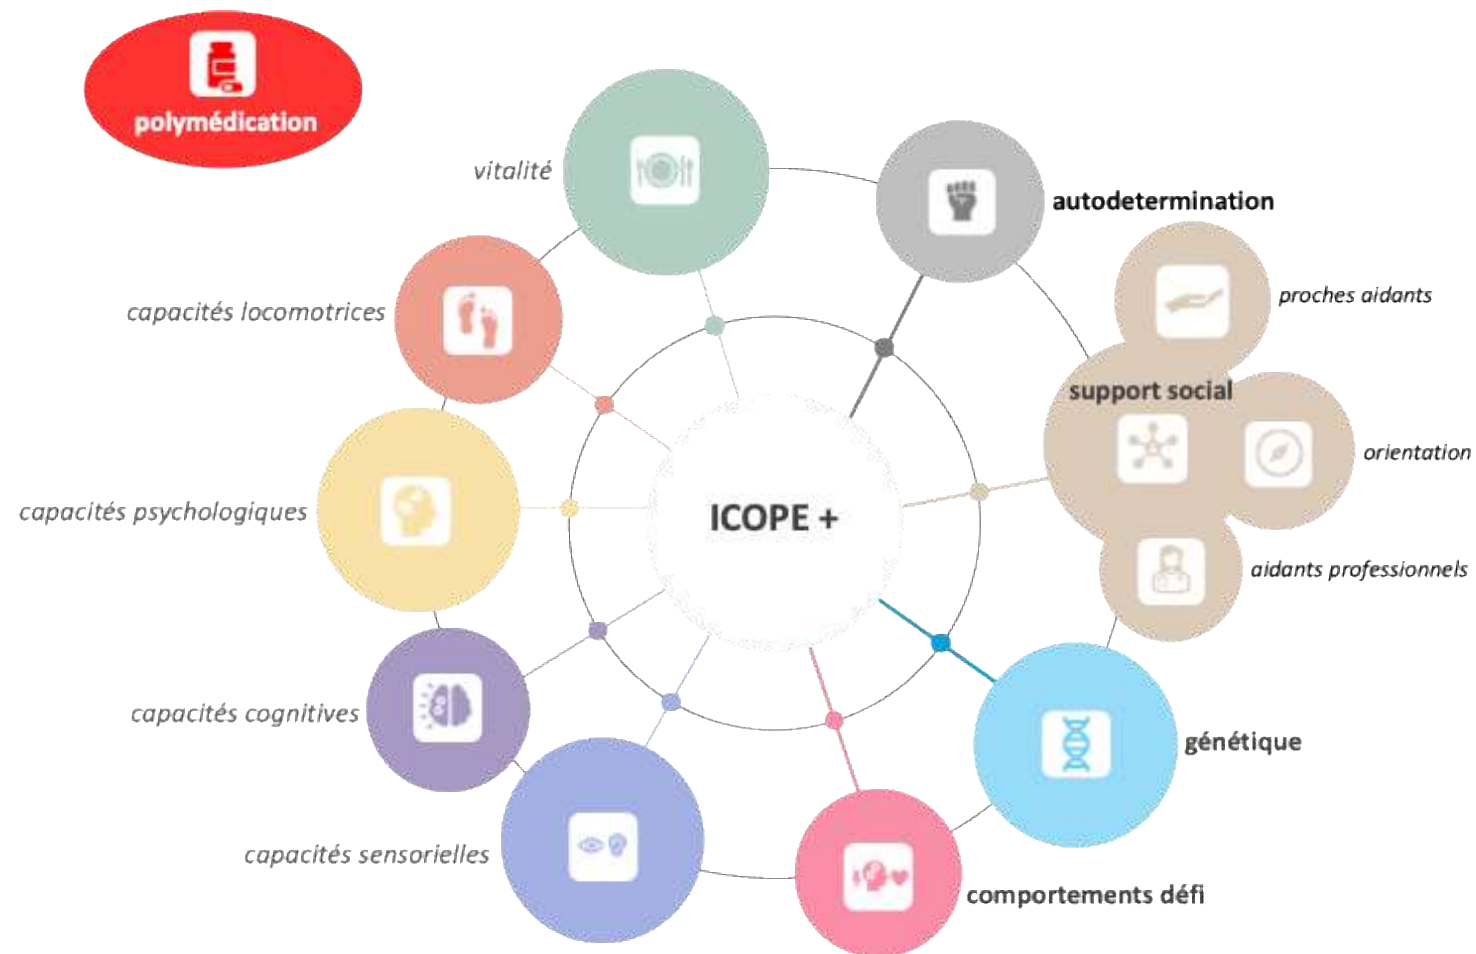 polymédication
vitalité
autodetermination
proches aidants
capacités locomotrices
support social
orientation
capacités psychologiques
ICOPE +
aidants professionnels
capacités cognitives
génétique
capacités sensorielles
comportements défi